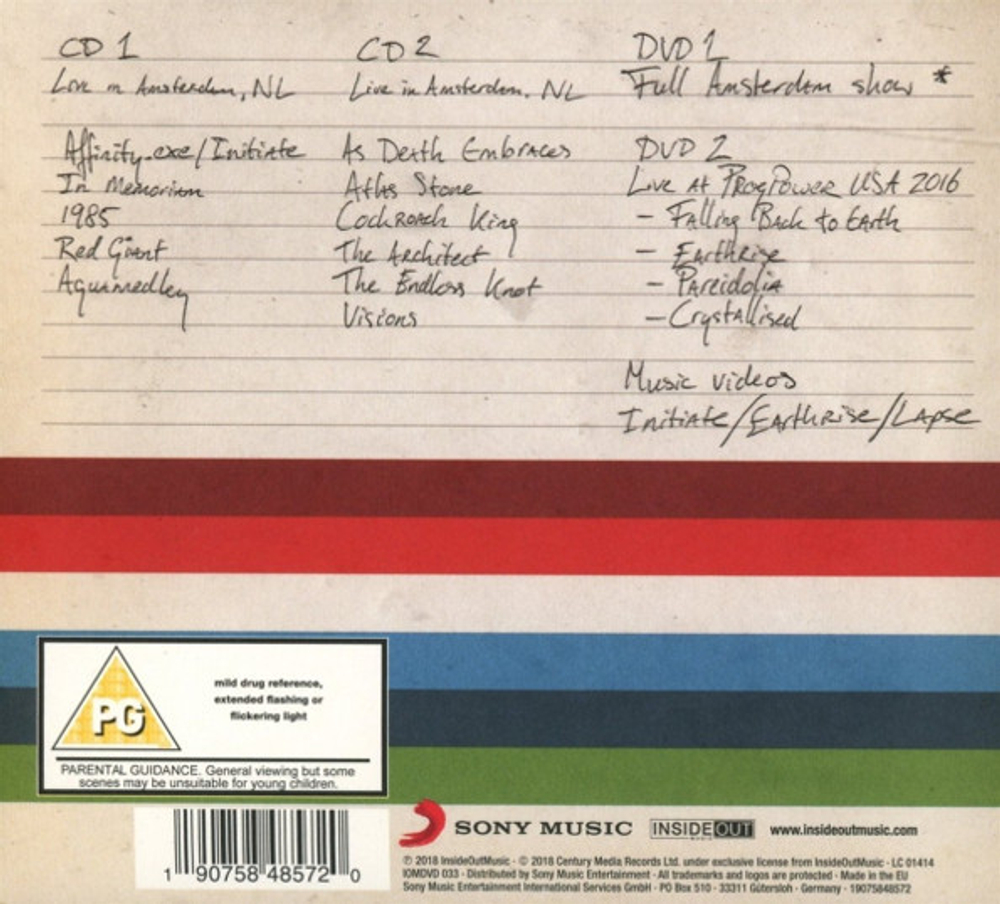 CD 1
Live in Amsterdam, NL
Affinity.exe/Initiate
In Memoriam
1985
Red Giant
Aquamedley
CD 2
Live in Amsterdam. NL
As Death Embraces
Atlas Stone
Cockroach King
The Architect
The Endless Knot
Visions
DVD 1
Full Amsterdam show *
DVD 2
Live at ProgPower USA 2016
- Falling Back to Earth
- Earthrise
- Pareidolia
- Crystallised
Music videos
Initiate/Earthrise/Lapse
PG
mild drug reference,
extended flashing or
flickering light
PARENTAL GUIDANCE. General viewing but some
scenes may be unsuitable for young children.
1 90758 48572 0
SONY MUSIC
INSIDEOUT
MUSIC
www.insideoutmusic.com
℗ 2018 InsideOutMusic · © 2018 Century Media Records Ltd. under exclusive license from InsideOutMusic · LC 01414
IOMDVD 033 · Distributed by Sony Music Entertainment · All trademarks and logos are protected · Made in the EU
Sony Music Entertainment International Services GmbH · PO Box 510 · 33311 Gütersloh · Germany · 19075848572